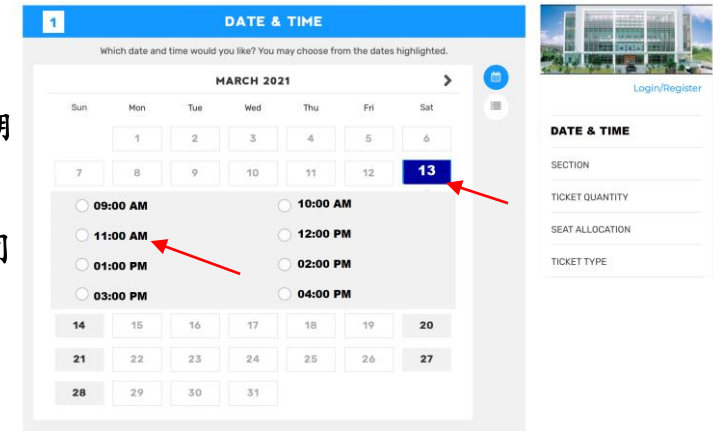 1 DATE & TIME
Which date and time would you like? You may choose from the dates highlighted.
MARCH 2021
Sun Mon Tue Wed Thu Fri Sat
1 2 3 4 5 6
7 8 9 10 11 12 13
09:00 AM 10:00 AM
11:00 AM 12:00 PM
01:00 PM 02:00 PM
03:00 PM 04:00 PM
14 15 16 17 18 19 20
21 22 23 24 25 26 27
28 29 30 31
Login/Register
DATE & TIME
SECTION
TICKET QUANTITY
SEAT ALLOCATION
TICKET TYPE